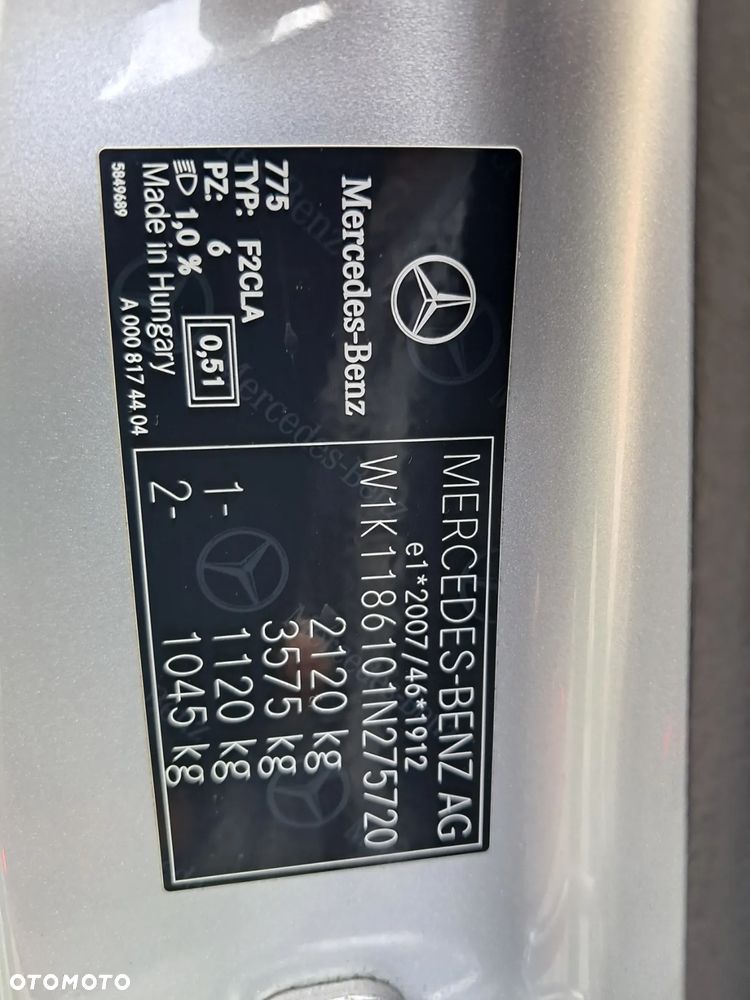 Mercedes-Benz
775
TYP: F2CLA
PZ: 6
1,0 %
0,51
Made in Hungary
5849689
A 000 817 44 04
MERCEDES-BENZ AG
e1*2007/46*1912
W1K1186101N275720
2120 kg
3575 kg
1- 1120 kg
2- 1045 kg
OTOMOTO